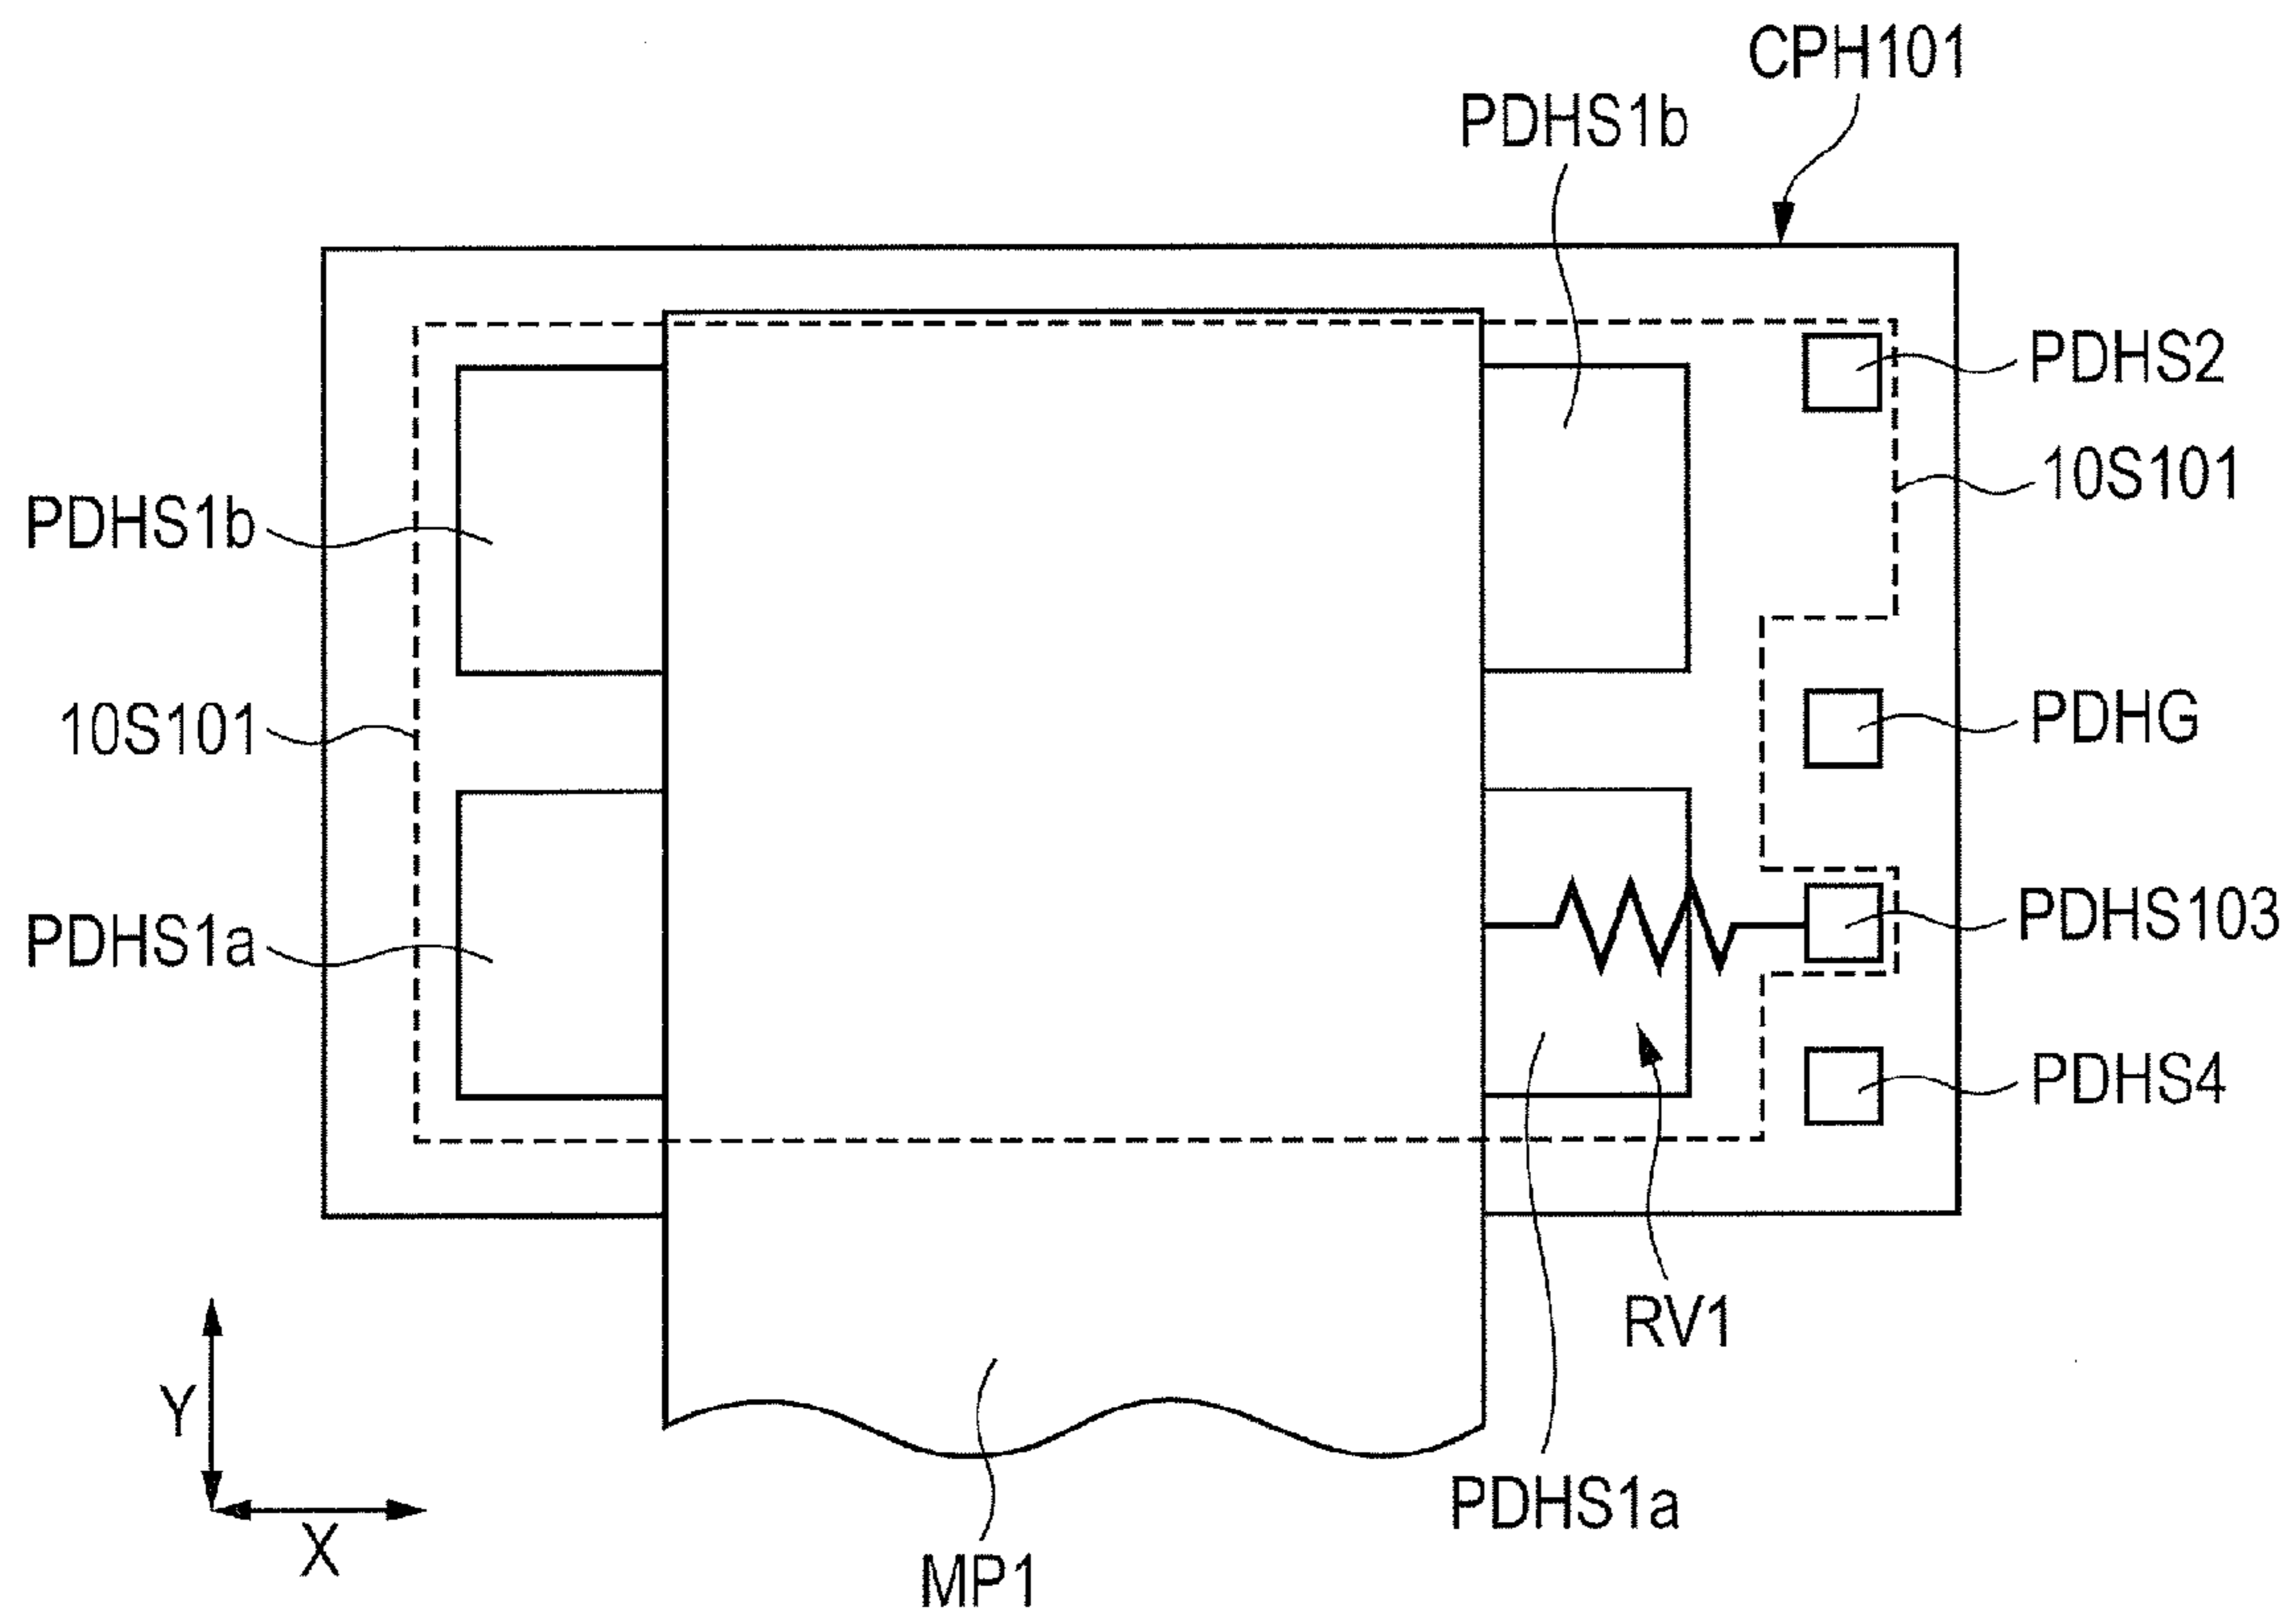 CPH101
PDHS1b
PDHS2
10S101
PDHS1b
10S101
PDHG
PDHS1a
PDHS103
PDHS4
RV1
Y
X
PDHS1a
MP1